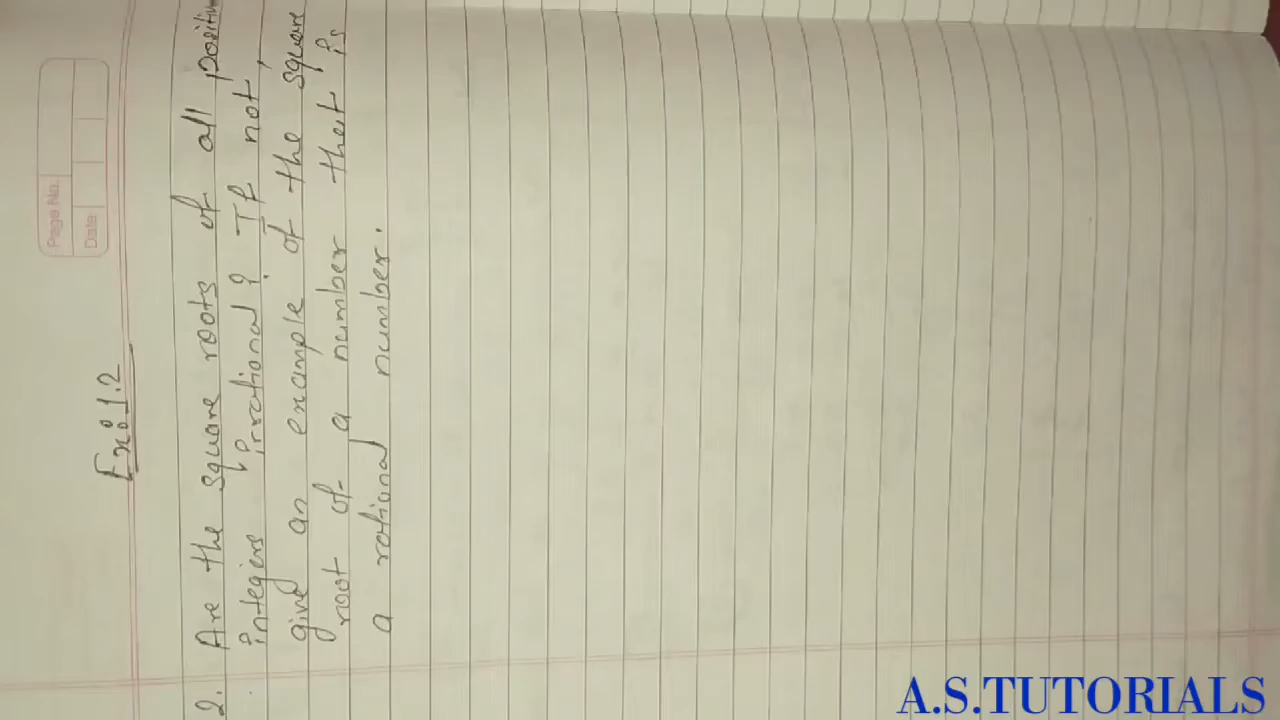 Page No.
Date:
Ex:1.2
2. Are the square roots of all positive
integers irrational? If not,
give an example of the square
root of a number that is
a rational number.
A.S.TUTORIALS